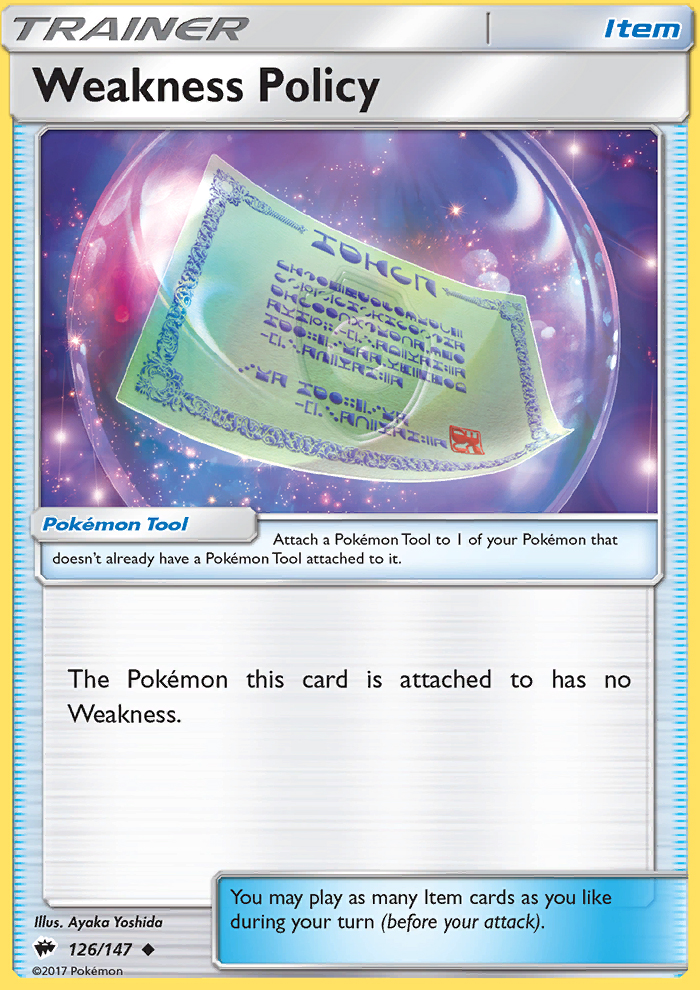 TRAINER
Item
Weakness Policy
Pokémon Tool
Attach a Pokémon Tool to 1 of your Pokémon that
doesn't already have a Pokémon Tool attached to it.
The Pokémon this card is attached to has no
Weakness.
You may play as many Item cards as you like
during your turn (before your attack).
Illus. Ayaka Yoshida
126/147
©2017 Pokémon